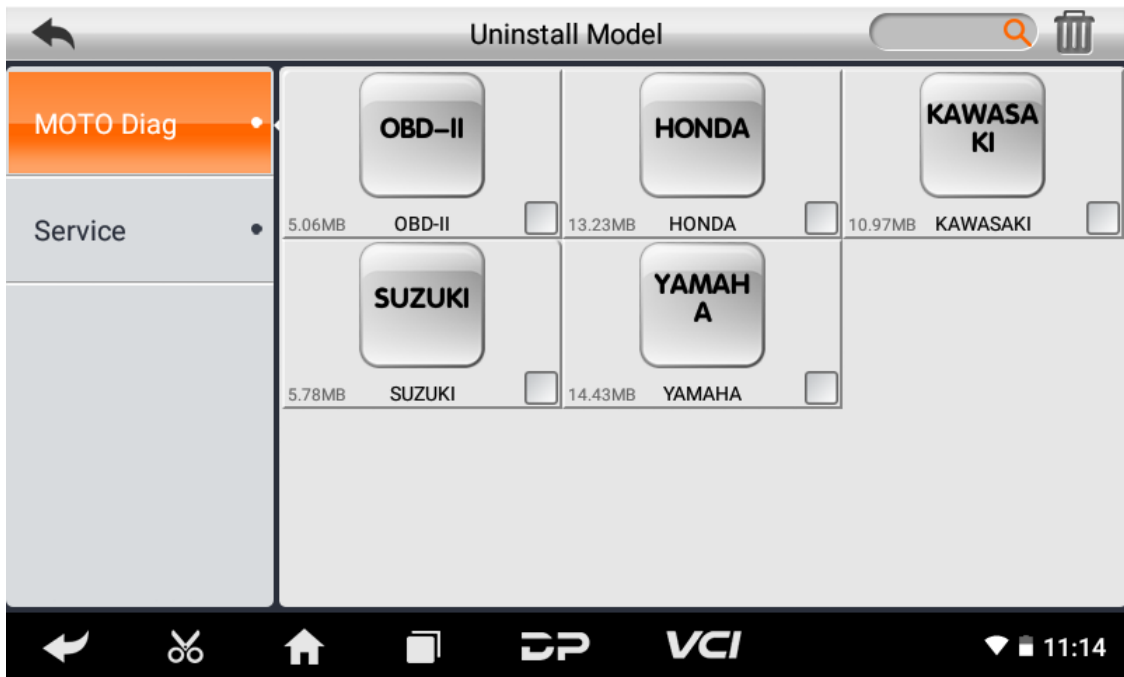 Uninstall Model
MOTO Diag
Service
OBD-II
5.06MB OBD-II
HONDA
13.23MB HONDA
KAWASA
KI
10.97MB KAWASAKI
SUZUKI
5.78MB SUZUKI
YAMAH
A
14.43MB YAMAHA
DP VCI 11:14